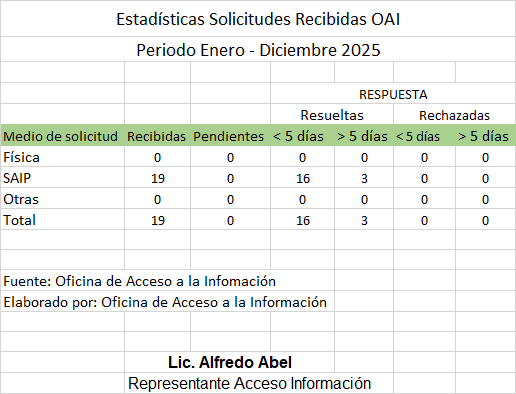 Estadísticas Solicitudes Recibidas OAI
Periodo Enero - Diciembre 2025
RESPUESTA
Resueltas Rechazadas
Medio de solicitud Recibidas Pendientes < 5 días > 5 días < 5 días > 5 días
Física 0 0 0 0 0 0
SAIP 19 0 16 3 0 0
Otras 0 0 0 0 0 0
Total 19 0 16 3 0 0
Fuente: Oficina de Acceso a la Infomación
Elaborado por: Oficina de Acceso a la Información
Lic. Alfredo Abel
Representante Acceso Información